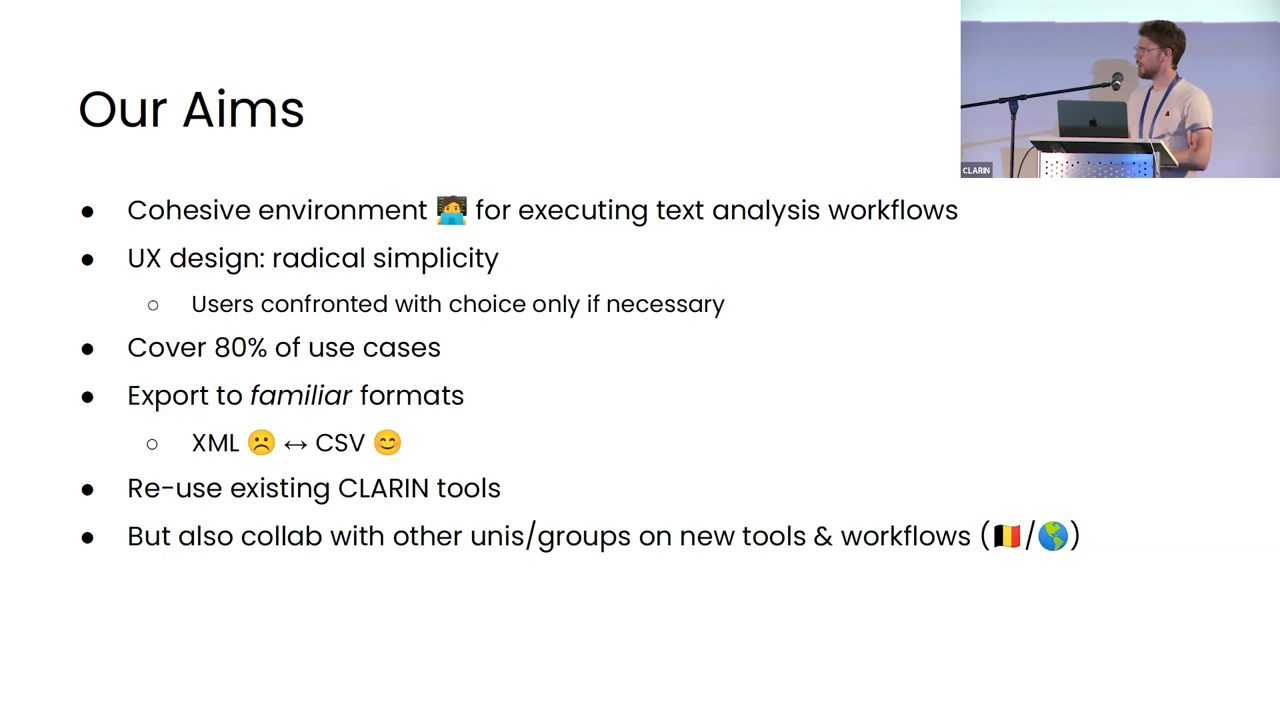 Our Aims
● Cohesive environment 🧑‍💻 for executing text analysis workflows
● UX design: radical simplicity
○ Users confronted with choice only if necessary
● Cover 80% of use cases
● Export to familiar formats
○ XML ☹️ ↔ CSV 😊
● Re-use existing CLARIN tools
● But also collab with other unis/groups on new tools & workflows (🇧🇪/🌎)
CLARIN